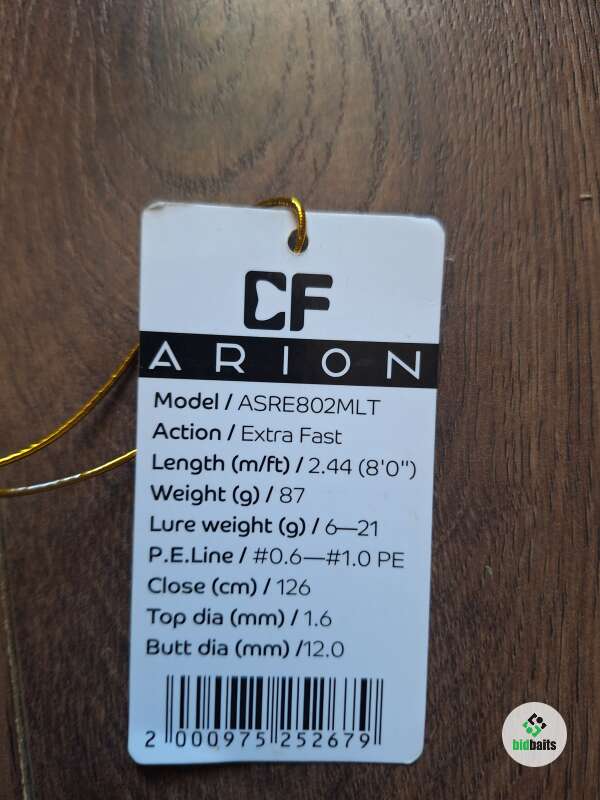 CF
ARION
Model / ASRE802MLT
Action / Extra Fast
Length (m/ft) / 2.44 (8'0")
Weight (g) / 87
Lure weight (g) / 6—21
P.E.Line / #0.6—#1.0 PE
Close (cm) / 126
Top dia (mm) / 1.6
Butt dia (mm) /12.0
2 000975 252679
bidbaits